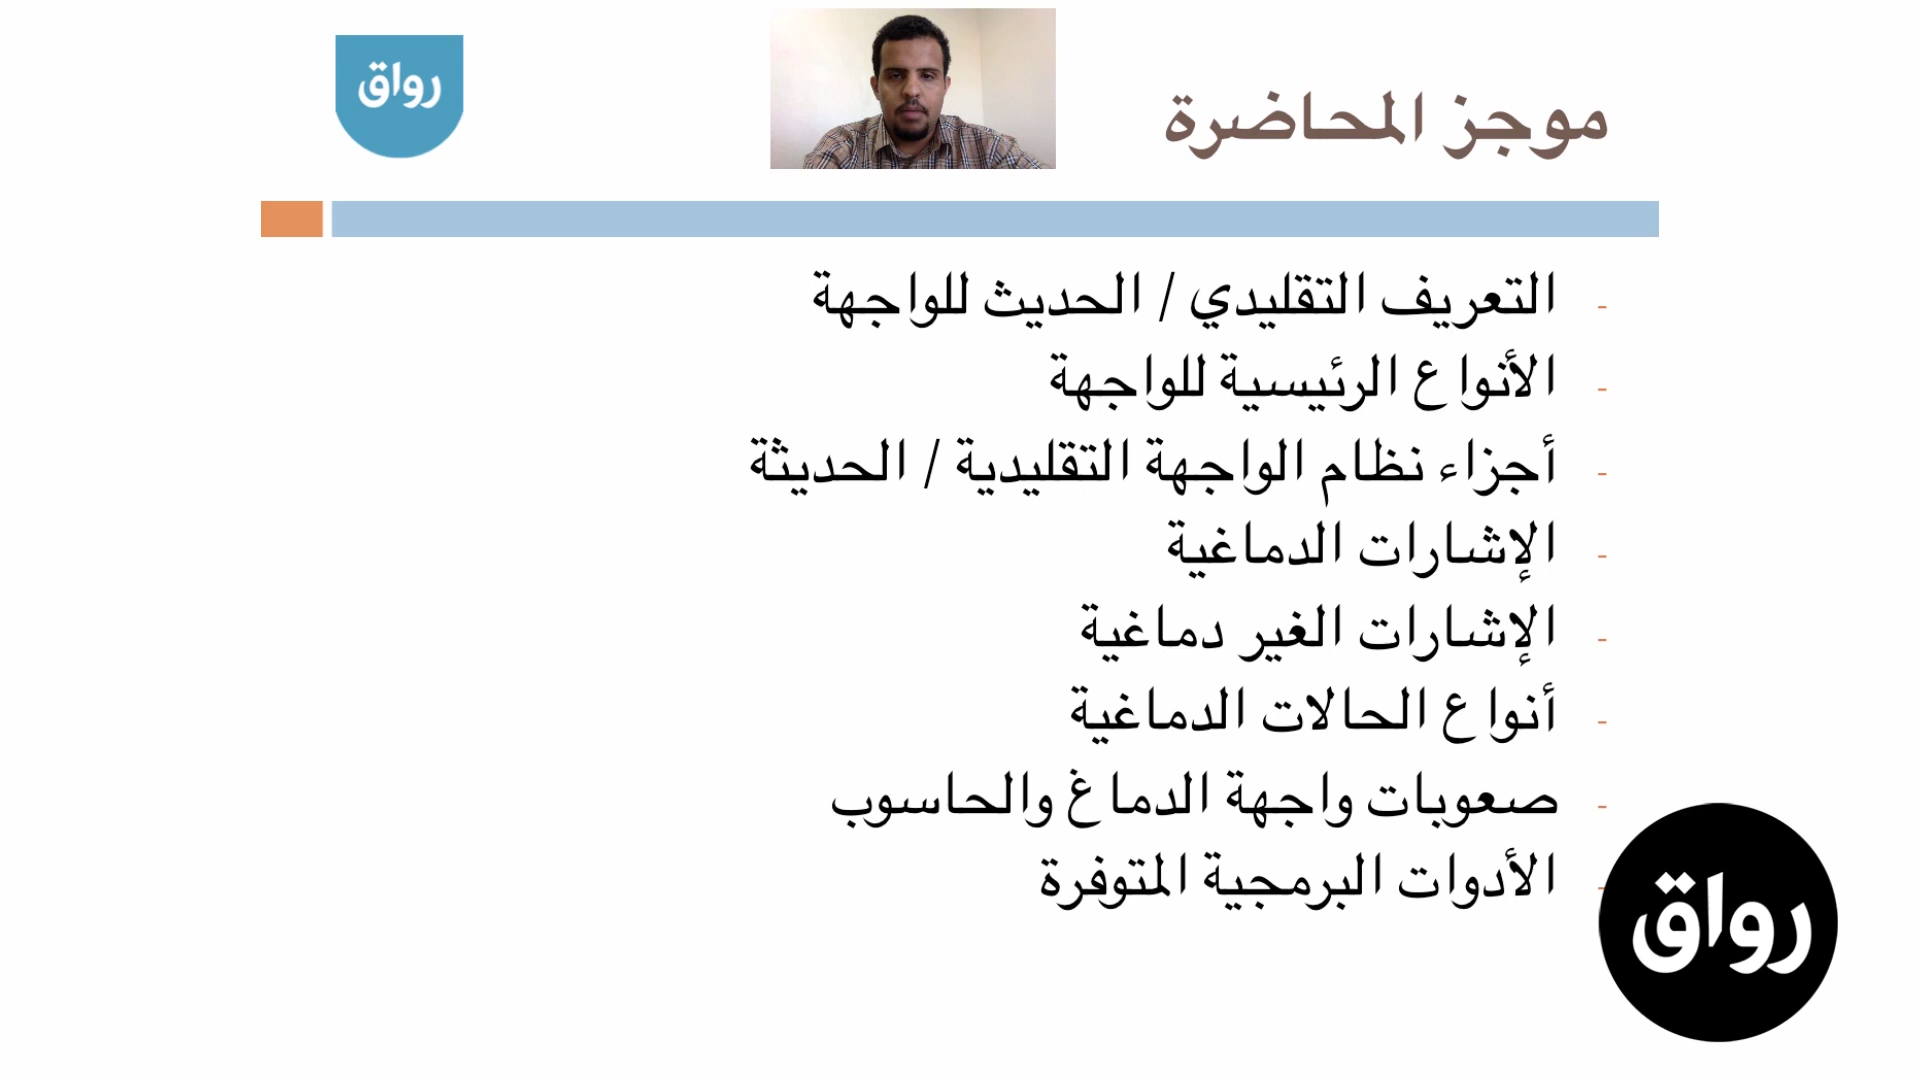 رواق
موجز المحاضرة
- التعريف التقليدي / الحديث للواجهة
- الأنواع الرئيسية للواجهة
- أجزاء نظام الواجهة التقليدية / الحديثة
- الإشارات الدماغية
- الإشارات الغير دماغية
- أنواع الحالات الدماغية
- صعوبات واجهة الدماغ والحاسوب
- الأدوات البرمجية المتوفرة
رواق